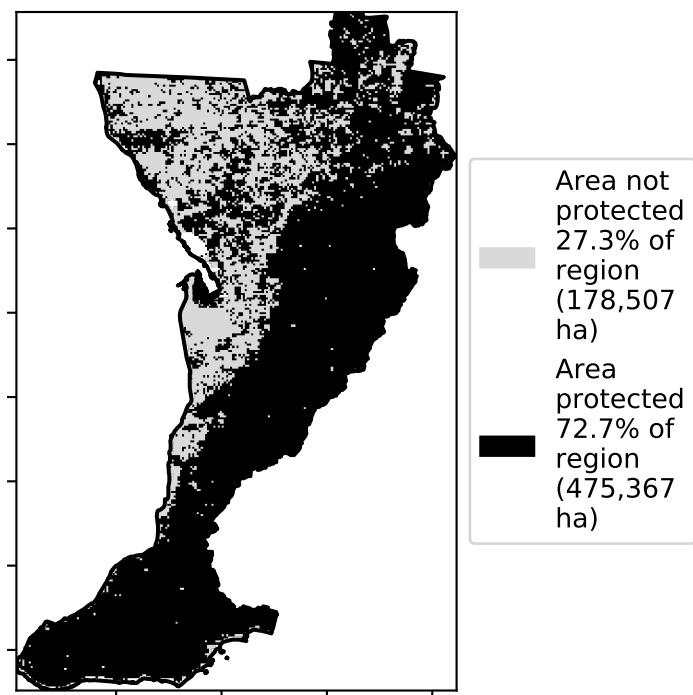 Area not
protected
27.3% of
region
(178,507
ha)
Area
protected
72.7% of
region
(475,367
ha)